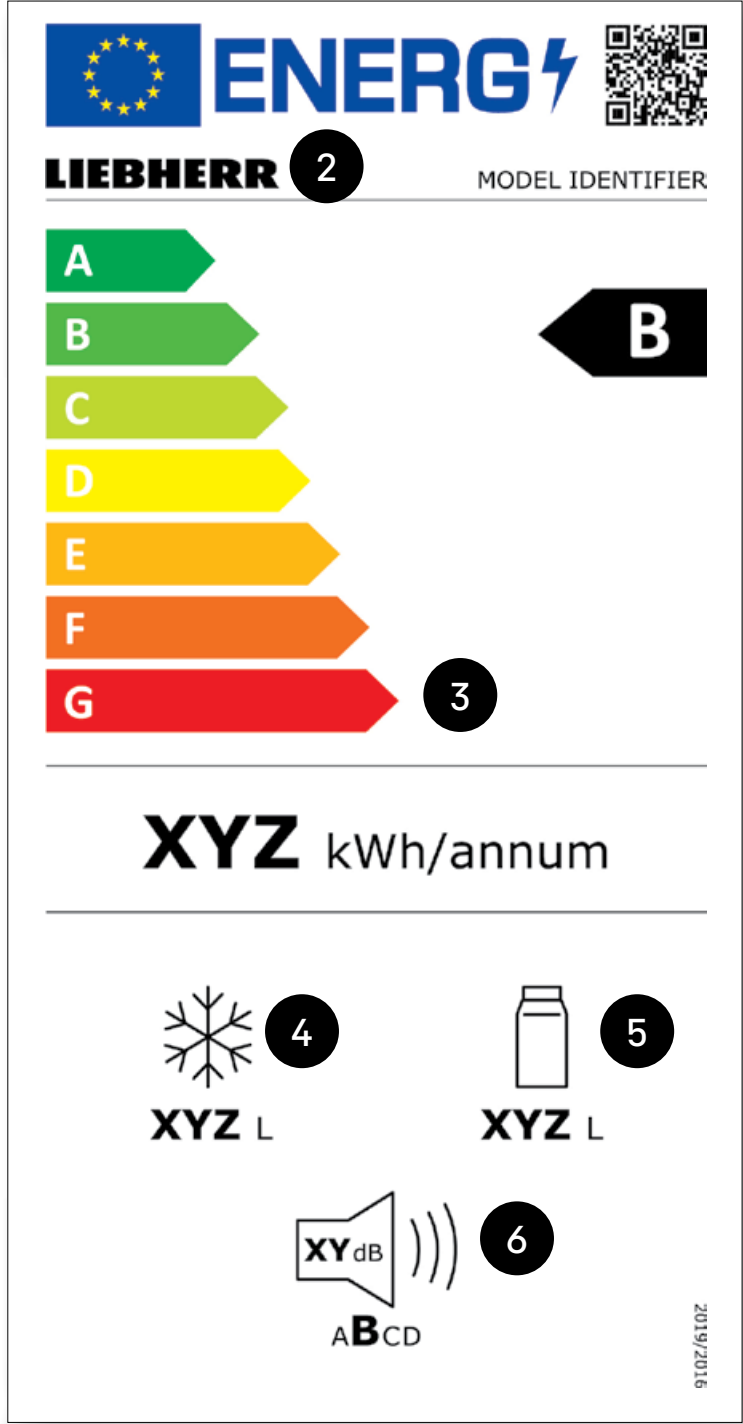 ENERG
LIEBHERR 2 MODEL IDENTIFIER
A
B B
C
D
E
F
G 3
XYZ kWh/annum
4 5
XYZ L XYZ L
XY dB 6
ABCD
2019/2016